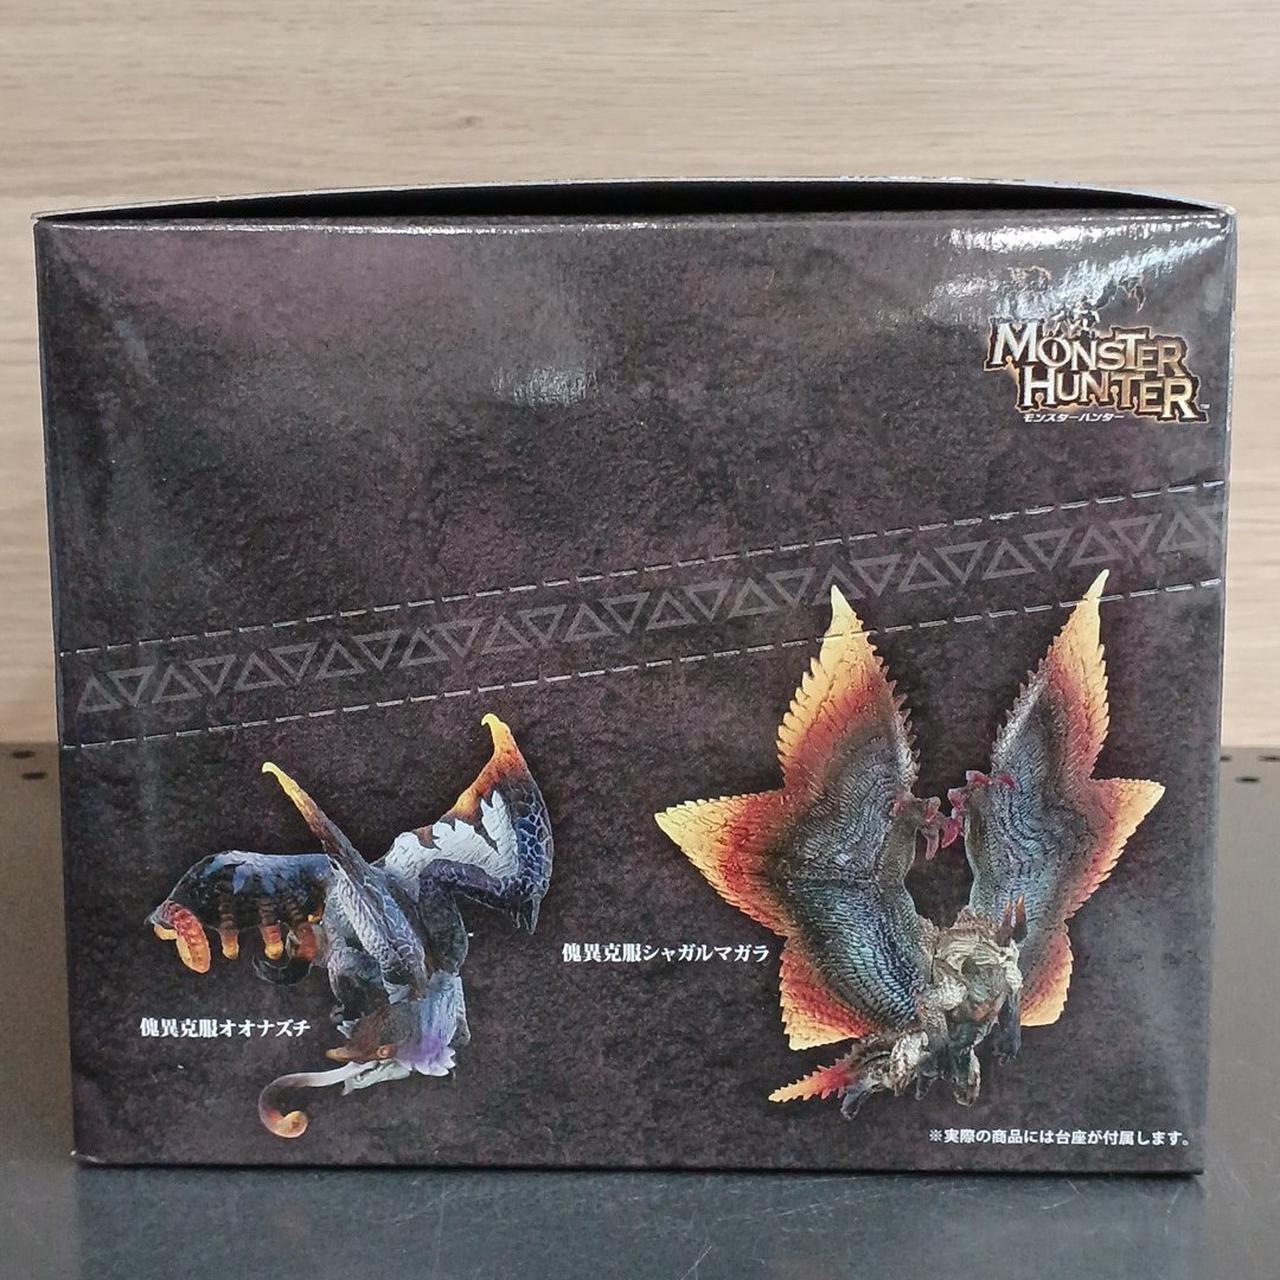 MONSTER
HUNTER
モンスターハンター
傀異克服シャガルマガラ
傀異克服オオナズチ
※実際の商品には台座が付属します。